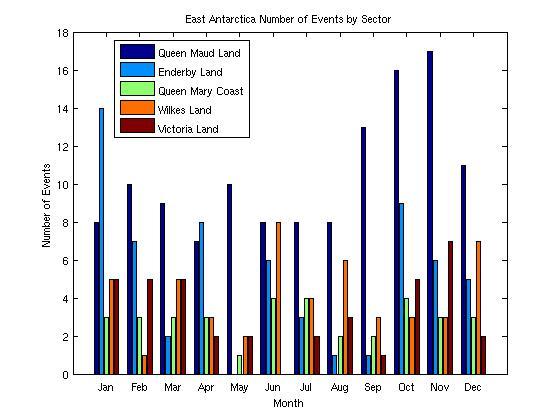 East Antarctica Number of Events by Sector
18
16
14
12
10
8
6
4
2
0
Number of Events
Queen Maud Land
Enderby Land
Queen Mary Coast
Wilkes Land
Victoria Land
Jan Feb Mar Apr May Jun Jul Aug Sep Oct Nov Dec
Month